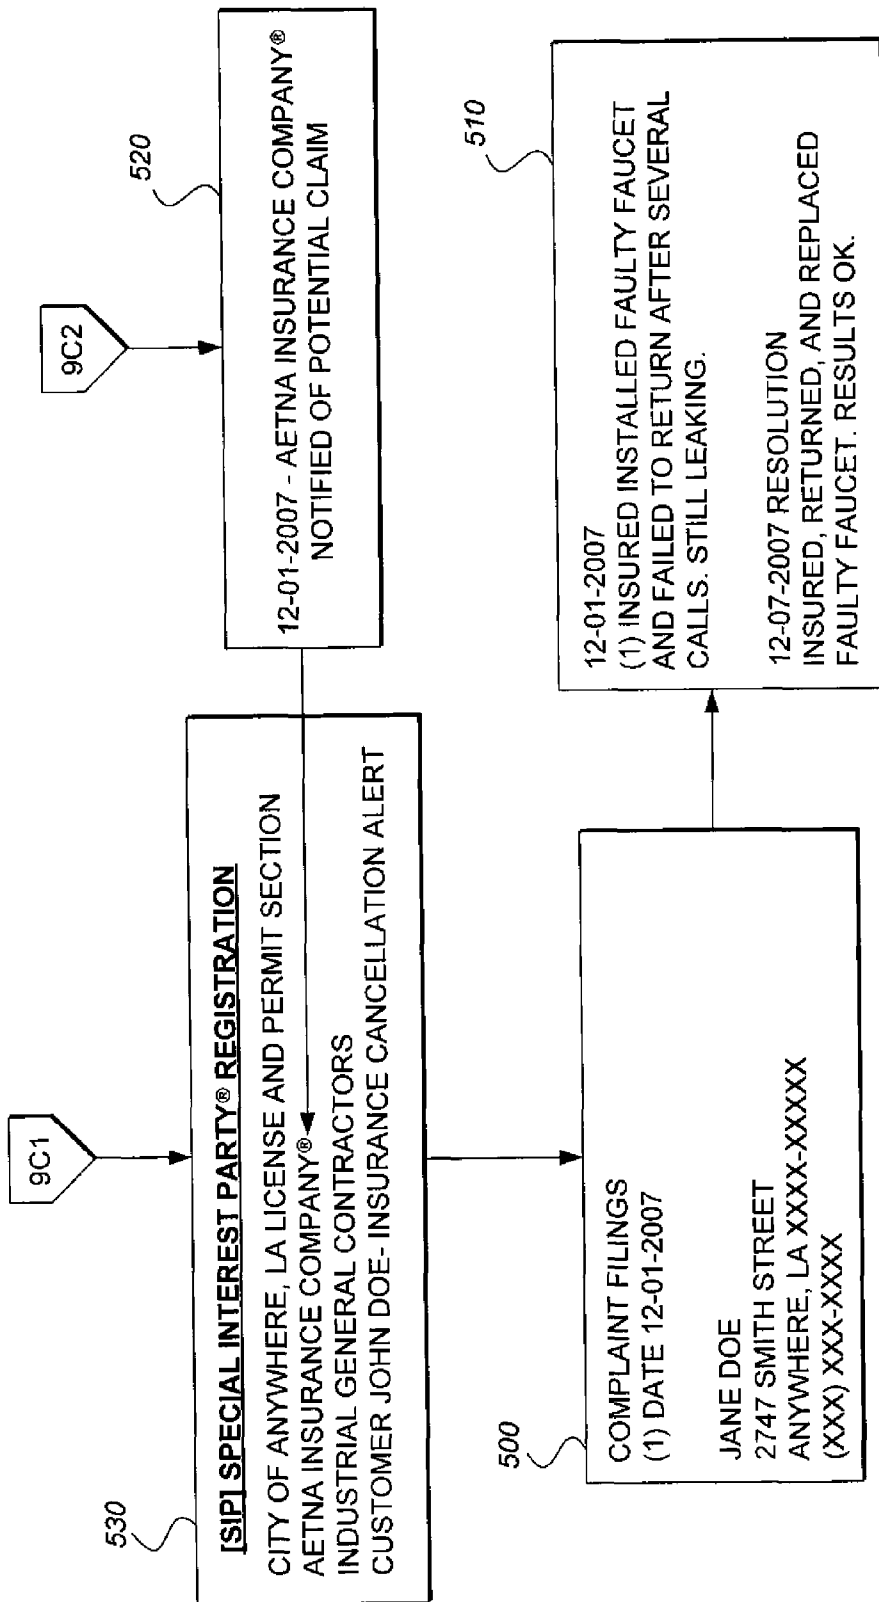 9C1
530
[SIP] SPECIAL INTEREST PARTY® REGISTRATION
CITY OF ANYWHERE, LA LICENSE AND PERMIT SECTION
AETNA INSURANCE COMPANY®
INDUSTRIAL GENERAL CONTRACTORS
CUSTOMER JOHN DOE- INSURANCE CANCELLATION ALERT
9C2
520
12-01-2007 - AETNA INSURANCE COMPANY®
NOTIFIED OF POTENTIAL CLAIM
500
COMPLAINT FILINGS
(1) DATE 12-01-2007
JANE DOE
2747 SMITH STREET
ANYWHERE, LA XXXX-XXXXX
(XXX) XXX-XXXX
510
12-01-2007
(1) INSURED INSTALLED FAULTY FAUCET
AND FAILED TO RETURN AFTER SEVERAL
CALLS. STILL LEAKING.
12-07-2007 RESOLUTION
INSURED, RETURNED, AND REPLACED
FAULTY FAUCET. RESULTS OK.